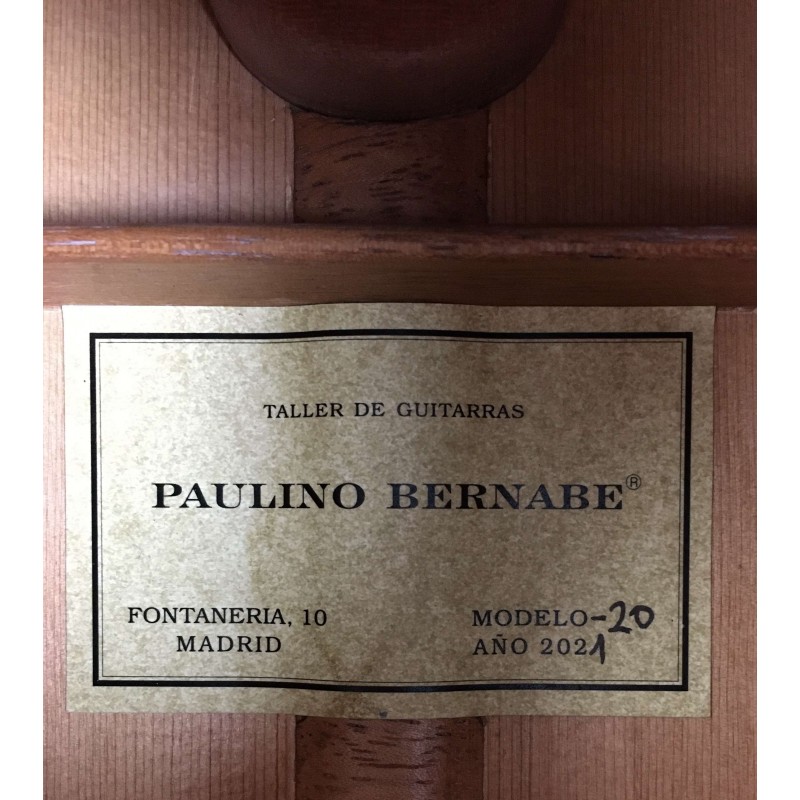 TALLER DE GUITARRAS
PAULINO BERNABE®
FONTANERIA, 10
MADRID
MODELO-20
AÑO 2021